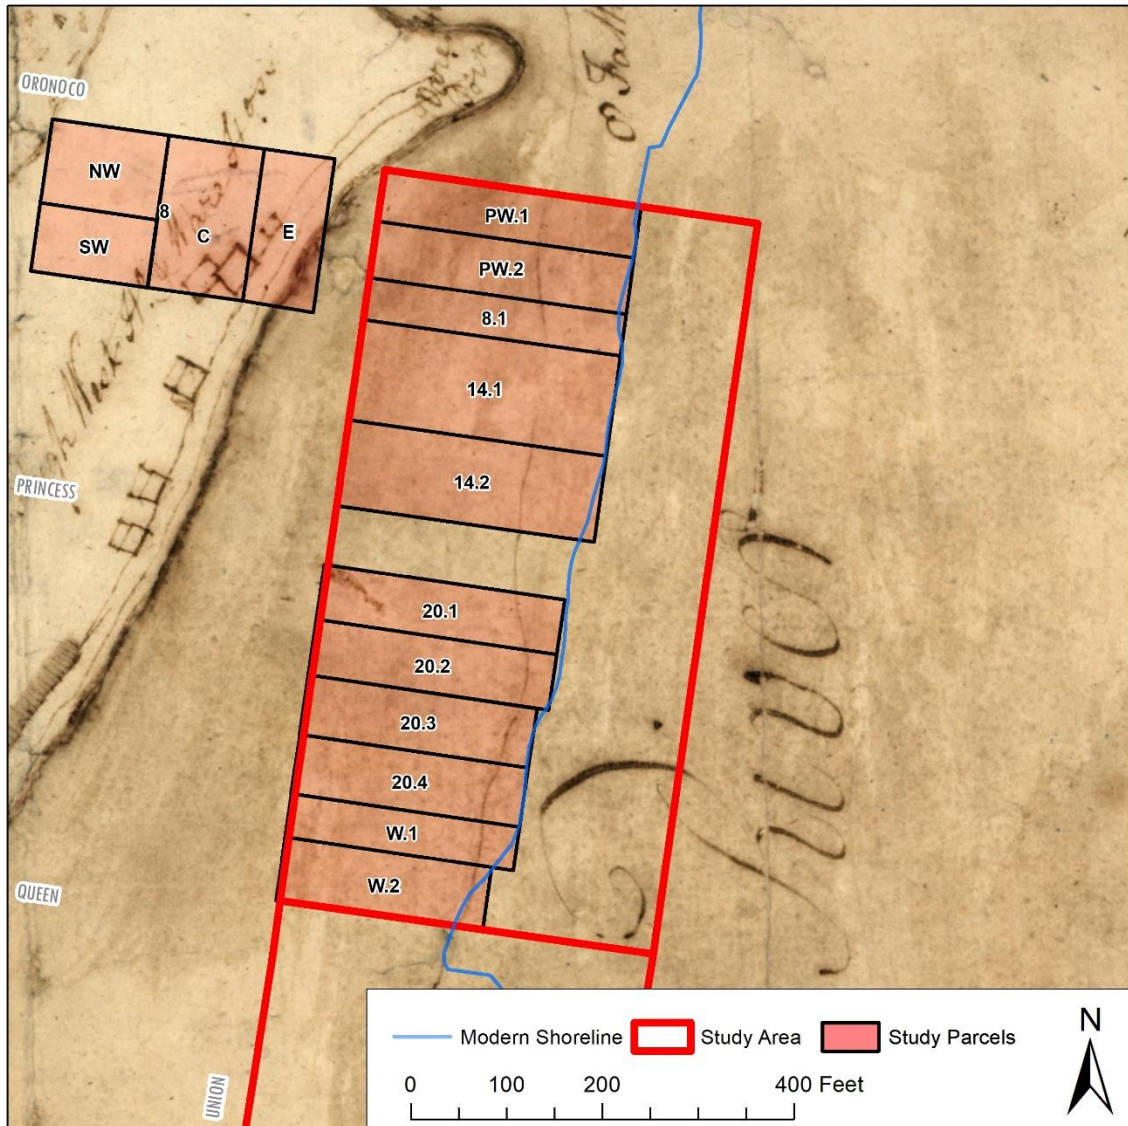 ORONOCO
NW
PW.1
8
C
E
SW
PW.2
8.1
14.1
PRINCESS
14.2
20.1
20.2
20.3
20.4
W.1
W.2
QUEEN
UNION
Modern Shoreline
Study Area
Study Parcels
N
0 100 200 400 Feet